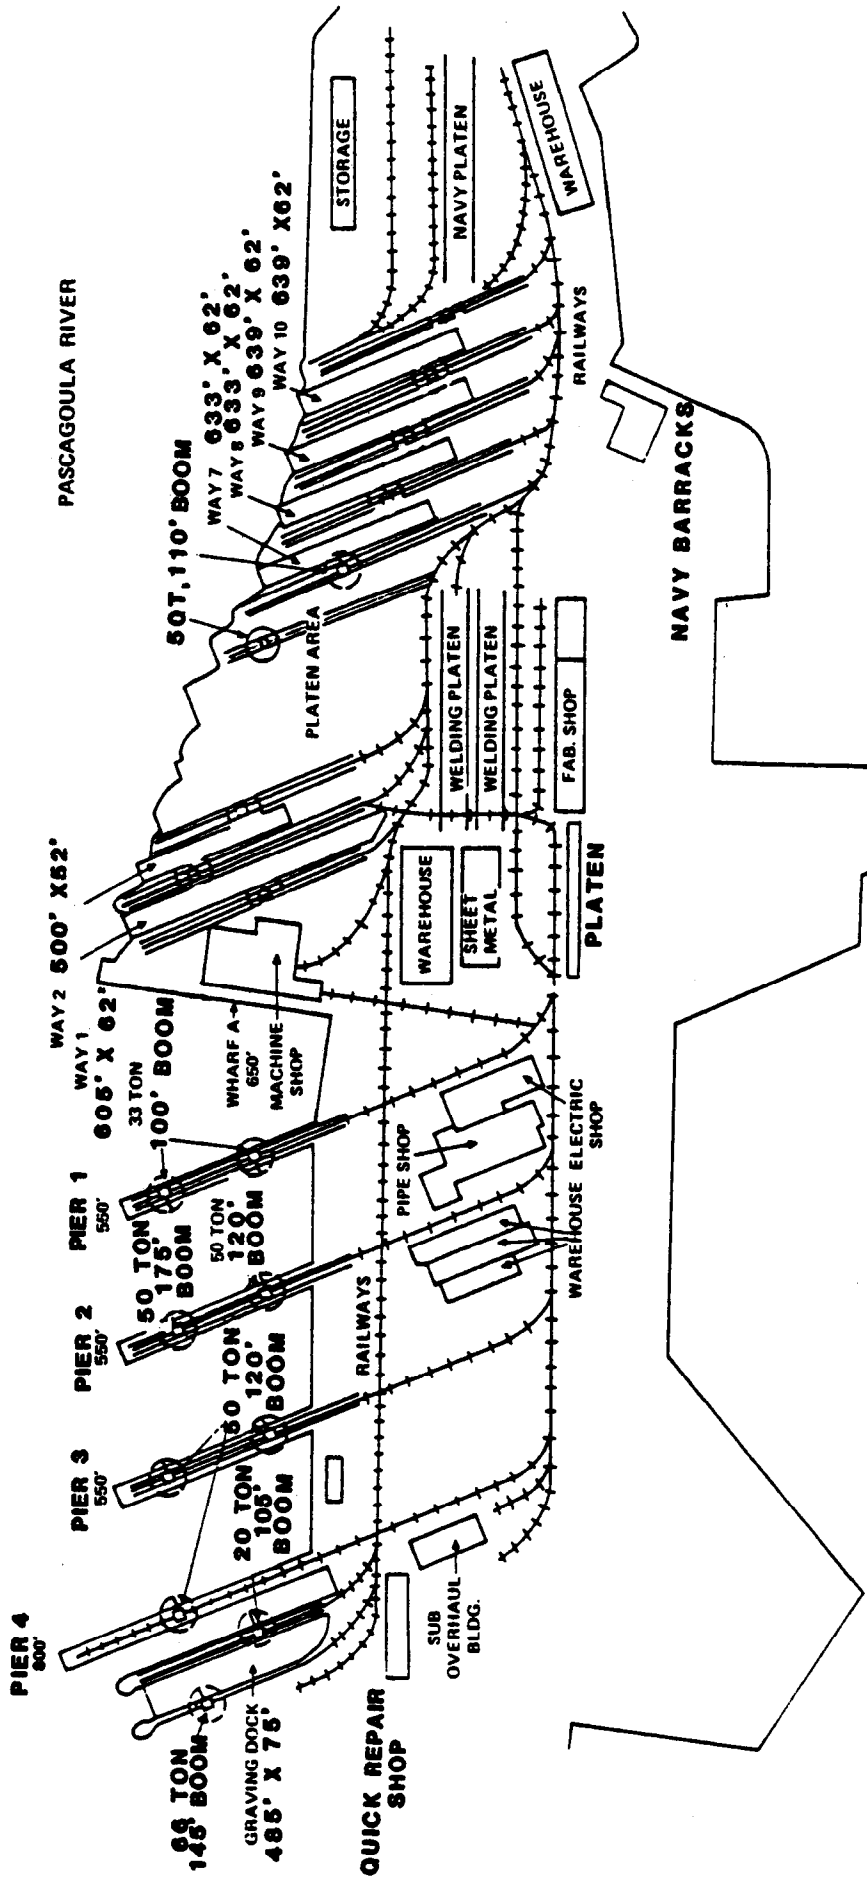 PASCAGOULA RIVER
PIER 4
800'
PIER 3
550'
PIER 2
550'
PIER 1
550'
WAY 1
605' X 62'
WAY 2 500' X52'
50T, 110' BOOM
WAY 7 633' X 62'
WAY 8 633' X 62'
WAY 9 639' X 62'
WAY 10 639' X62'
STORAGE
NAVY PLATEN
WAREHOUSE
RAILWAYS
33 TON
100' BOOM
WHARF A
650'
MACHINE
SHOP
50 TON
175'
BOOM
50 TON
120'
BOOM
50 TON
120'
BOOM
20 TON
105'
BOOM
66 TON
145' BOOM
GRAVING DOCK
485' X 75'
QUICK REPAIR
SHOP
SUB
OVERHAUL
BLDG.
RAILWAYS
PIPE SHOP
WAREHOUSE
ELECTRIC
SHOP
WAREHOUSE
SHEET
METAL
PLATEN
PLATEN AREA
WELDING PLATEN
WELDING PLATEN
FAB. SHOP
NAVY BARRACKS